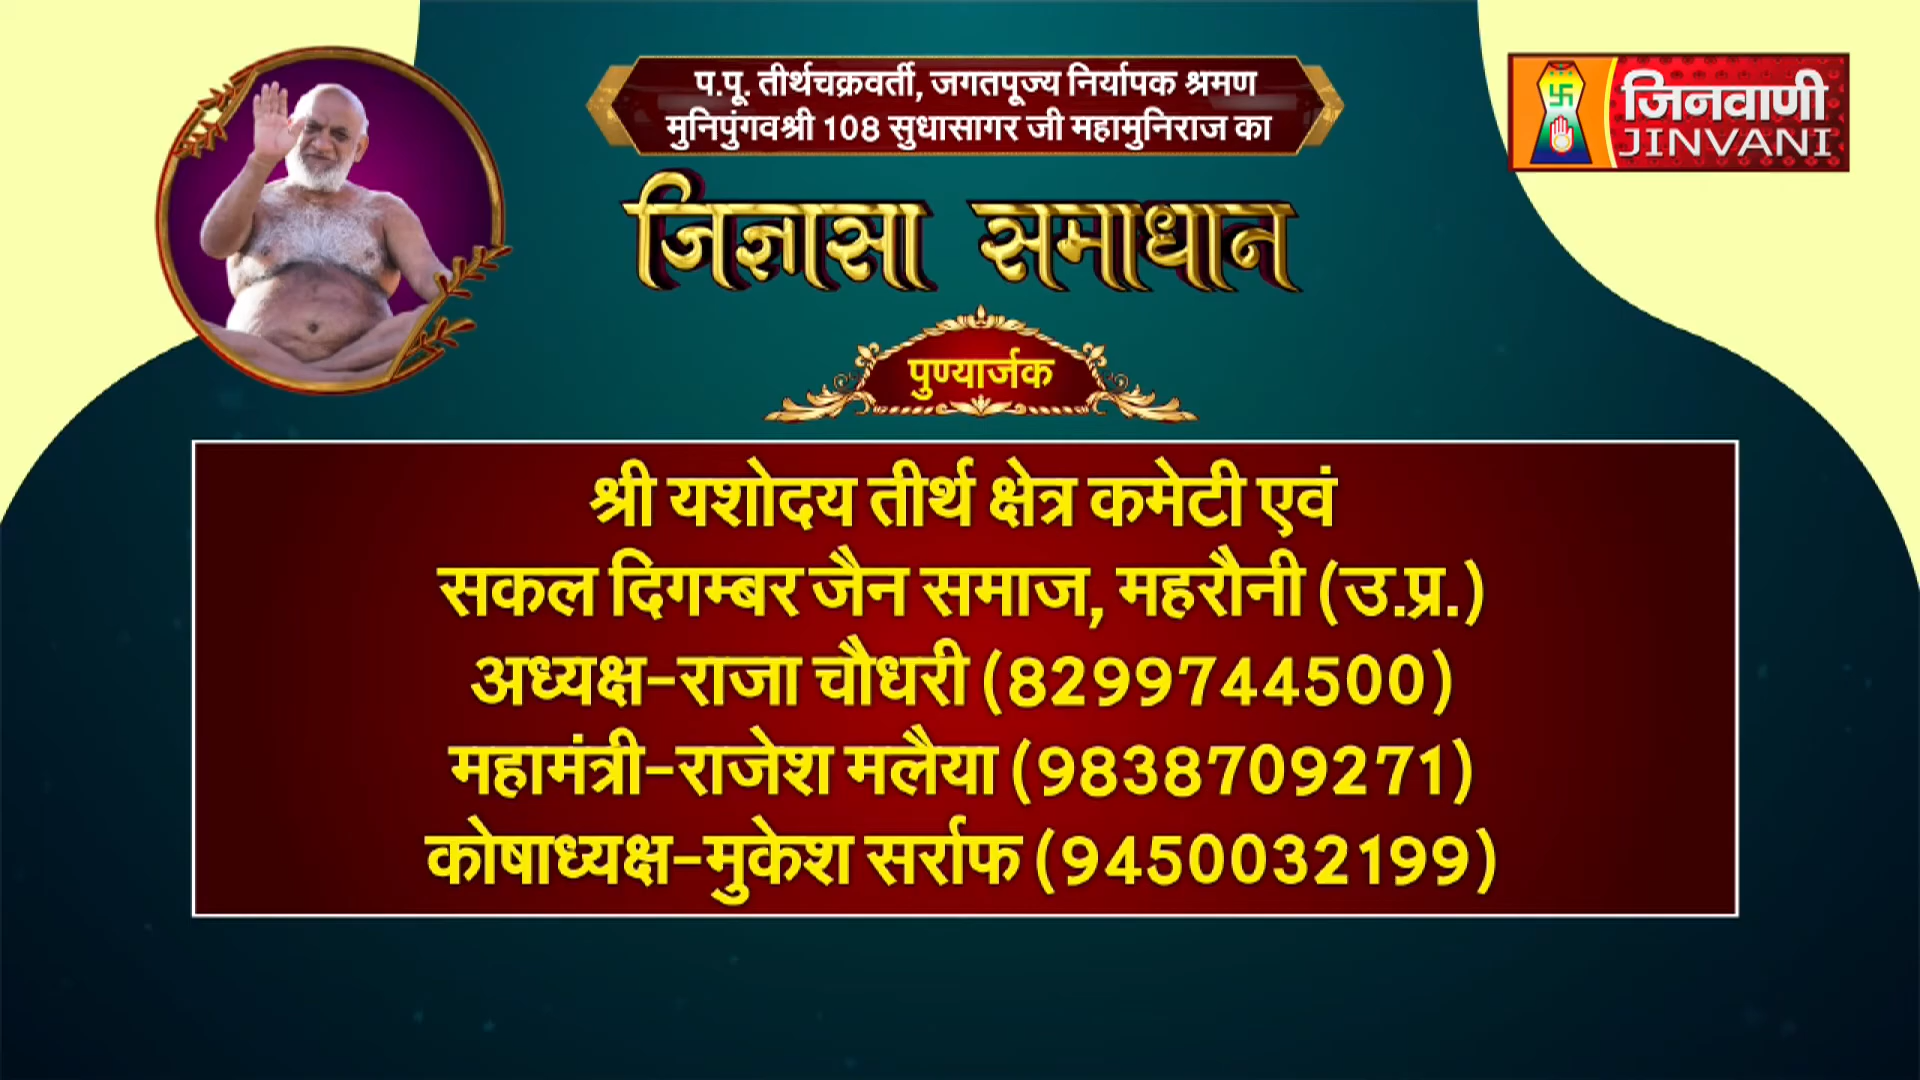 प.पू. तीर्थचक्रवर्ती, जगतपूज्य निर्यापक श्रमण
मुनिपुंगवश्री 108 सुधासागर जी महामुनिराज का
जिनवाणी
JINVANI
जिज्ञासा समाधान
पुण्यार्जक
श्री यशोदय तीर्थ क्षेत्र कमेटी एवं
सकल दिगम्बर जैन समाज, महरौनी (उ.प्र.)
अध्यक्ष-राजा चौधरी (8299744500)
महामंत्री-राजेश मलैया (9838709271)
कोषाध्यक्ष-मुकेश सर्राफ (9450032199)